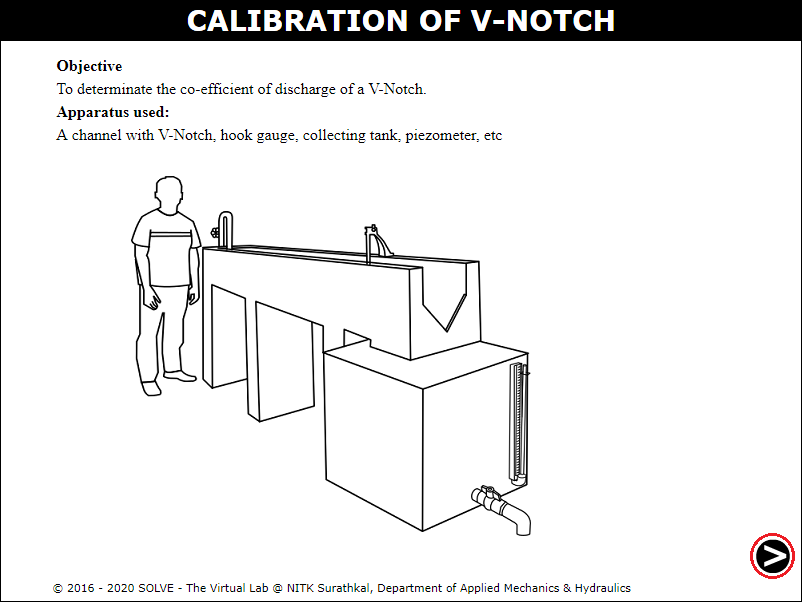 CALIBRATION OF V-NOTCH
Objective
To determinate the co-efficient of discharge of a V-Notch.
Apparatus used:
A channel with V-Notch, hook gauge, collecting tank, piezometer, etc
© 2016 - 2020 SOLVE - The Virtual Lab @ NITK Surathkal, Department of Applied Mechanics & Hydraulics